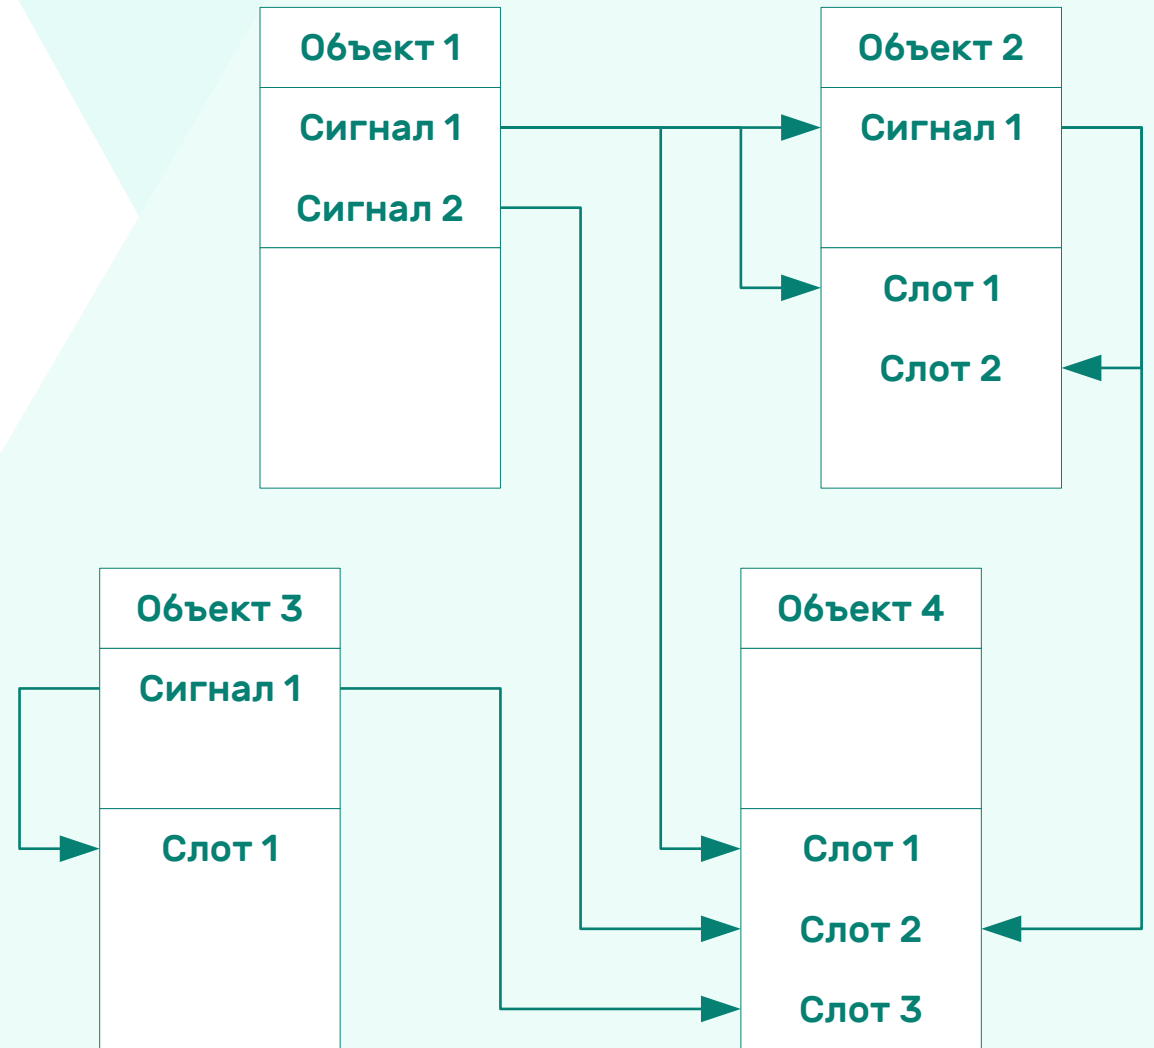 Объект 1
Сигнал 1
Сигнал 2
Объект 2
Сигнал 1
Слот 1
Слот 2
Объект 3
Сигнал 1
Слот 1
Объект 4
Слот 1
Слот 2
Слот 3